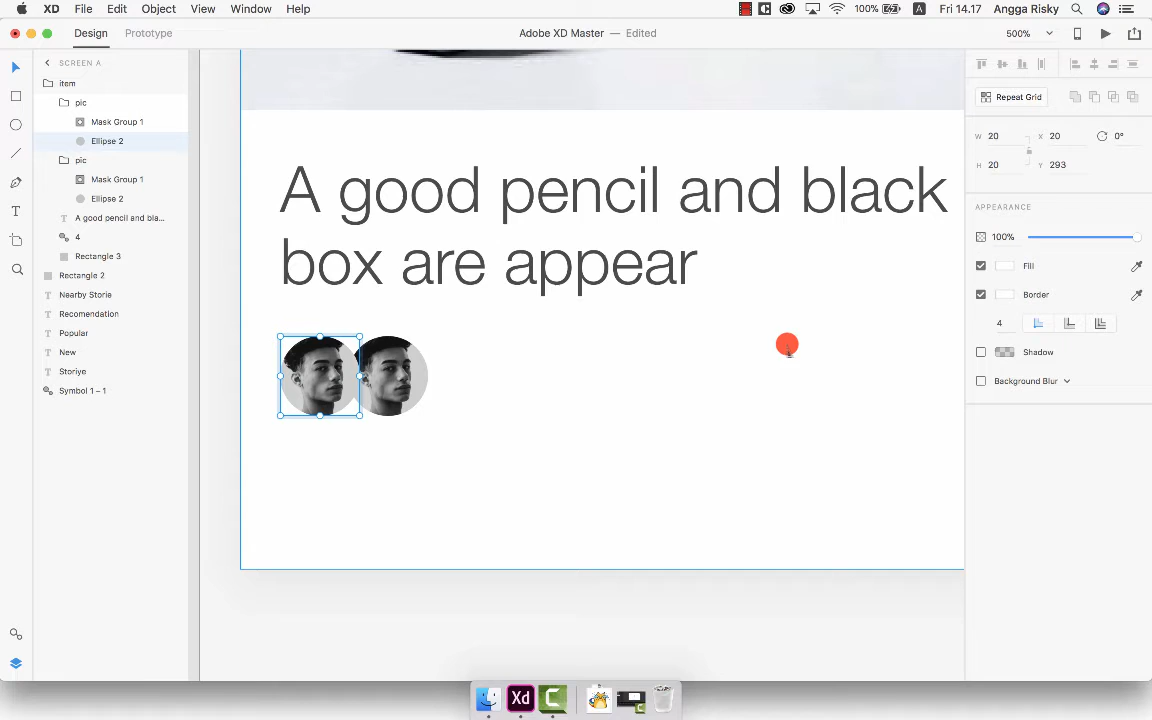 XD File Edit Object View Window Help 100% A Fri 14.17 Angga Risky
Design Prototype Adobe XD Master — Edited 500%
SCREEN A
item
pic
Mask Group 1
Ellipse 2
pic
Mask Group 1
Ellipse 2
A good pencil and bla...
4
Rectangle 3
Rectangle 2
Nearby Storie
Recomendation
Popular
New
Storiye
Symbol 1 – 1
A good pencil and black
box are appear
Repeat Grid
W 20 X 20 0°
H 20 Y 293
APPEARANCE
100%
Fill
Border
4
Shadow
Background Blur
Xd
C